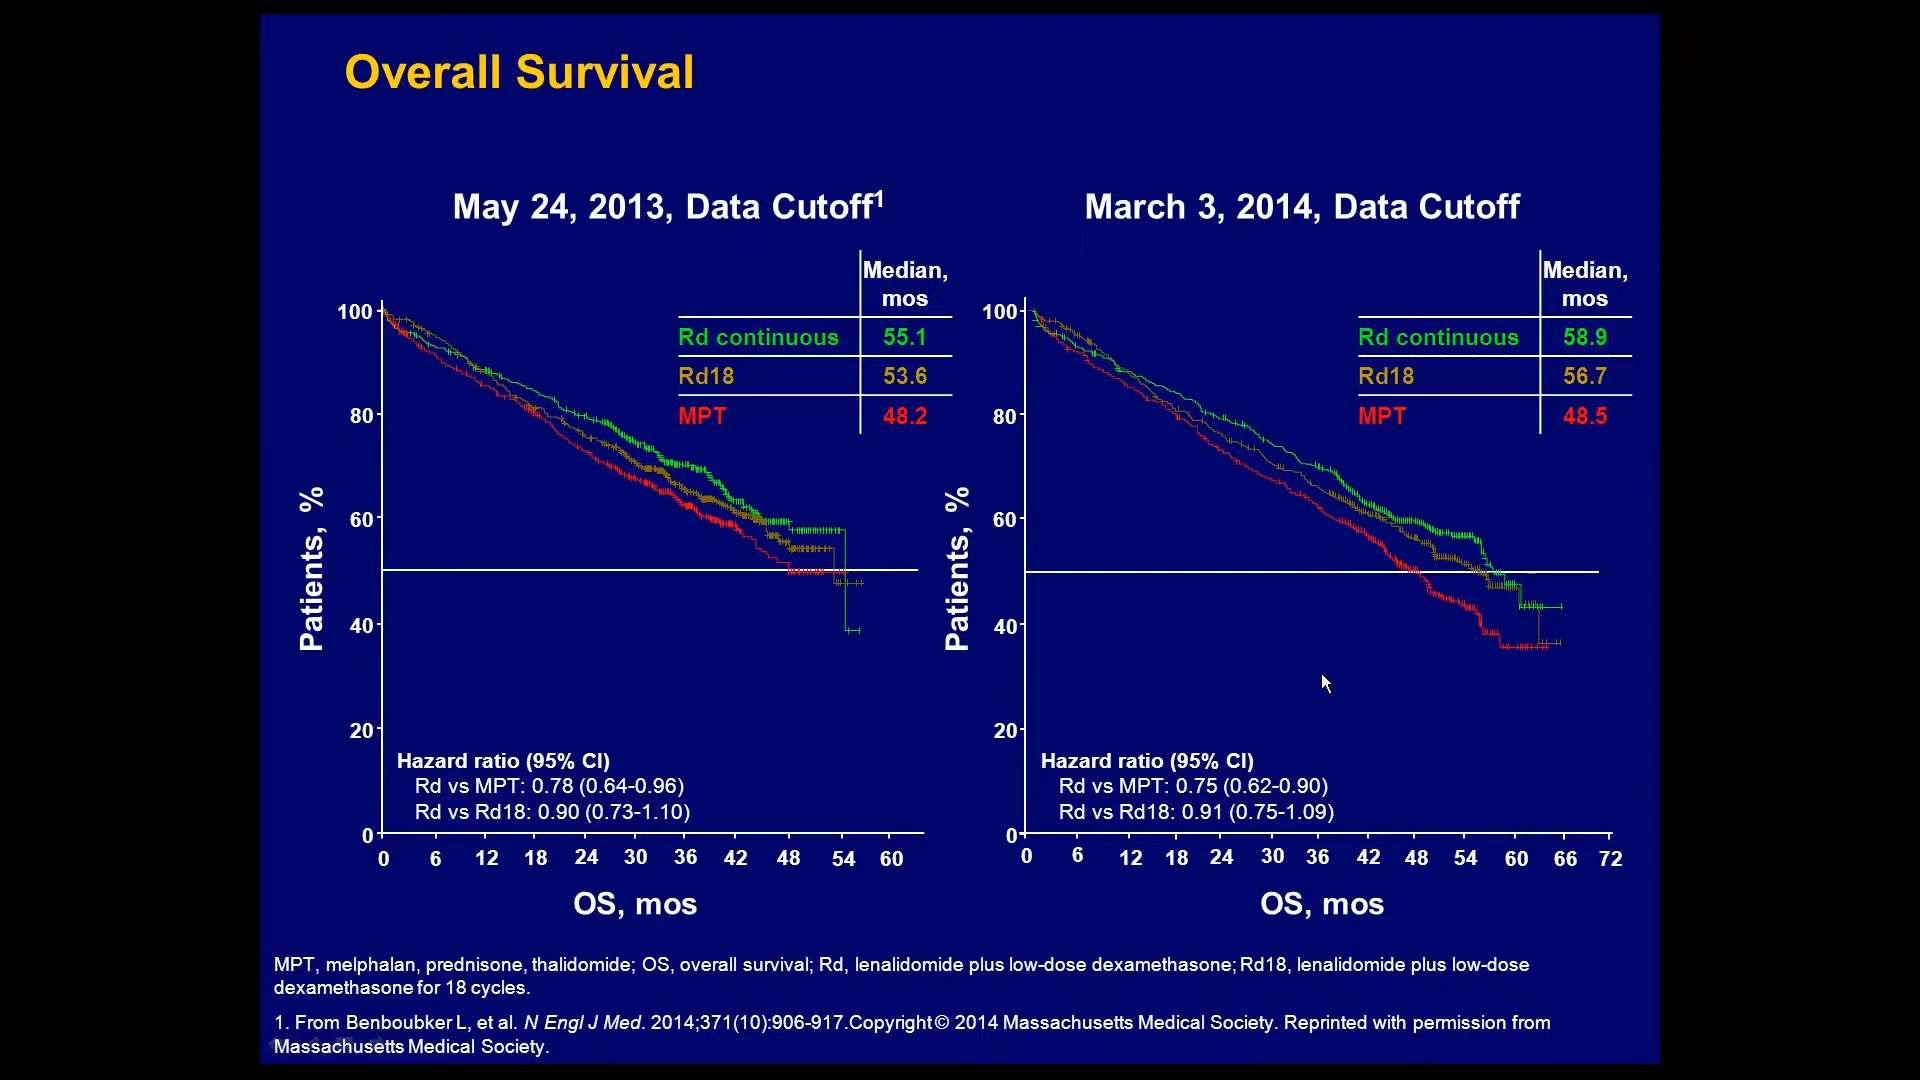 Overall Survival
May 24, 2013, Data Cutoff1
Median,
mos
Rd continuous 55.1
Rd18 53.6
MPT 48.2
100
80
60
40
20
0
Patients, %
Hazard ratio (95% CI)
Rd vs MPT: 0.78 (0.64-0.96)
Rd vs Rd18: 0.90 (0.73-1.10)
0 6 12 18 24 30 36 42 48 54 60
OS, mos
March 3, 2014, Data Cutoff
Median,
mos
Rd continuous 58.9
Rd18 56.7
MPT 48.5
100
80
60
40
20
0
Patients, %
Hazard ratio (95% CI)
Rd vs MPT: 0.75 (0.62-0.90)
Rd vs Rd18: 0.91 (0.75-1.09)
0 6 12 18 24 30 36 42 48 54 60 66 72
OS, mos
MPT, melphalan, prednisone, thalidomide; OS, overall survival; Rd, lenalidomide plus low-dose dexamethasone; Rd18, lenalidomide plus low-dose
dexamethasone for 18 cycles.
1. From Benboubker L, et al. N Engl J Med. 2014;371(10):906-917.Copyright © 2014 Massachusetts Medical Society. Reprinted with permission from
Massachusetts Medical Society.